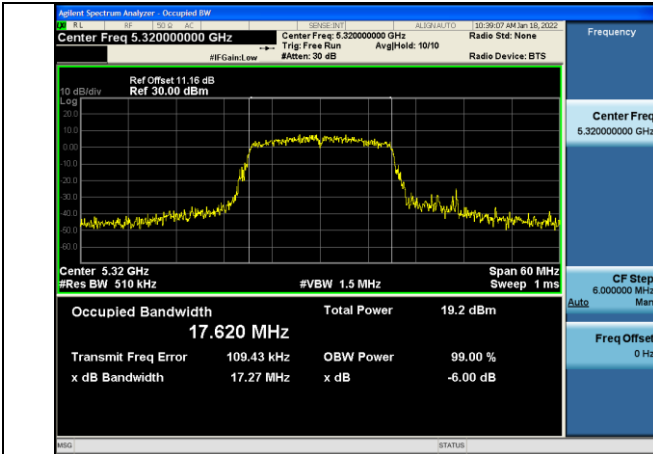 Agilent Spectrum Analyzer - Occupied BW
RL RF 50 Ω AC SENSE:INT ALIGNAUTO 10:39:07 AM Jan 18, 2022
Center Freq 5.320000000 GHz
Center Freq: 5.320000000 GHz
Radio Std: None
Trig: Free Run Avg|Hold: 10/10
#IFGain:Low #Atten: 30 dB Radio Device: BTS
Ref Offset 11.16 dB
10 dB/div Ref 30.00 dBm
Log
20.0
10.0
0.00
-10.0
-20.0
-30.0
-40.0
-50.0
-60.0
Center 5.32 GHz Span 60 MHz
#Res BW 510 kHz #VBW 1.5 MHz Sweep 1 ms
Occupied Bandwidth Total Power 19.2 dBm
17.620 MHz
Transmit Freq Error 109.43 kHz OBW Power 99.00 %
x dB Bandwidth 17.27 MHz x dB -6.00 dB
MSG STATUS
Frequency
Center Freq
5.320000000 GHz
CF Step
6.000000 MHz
Auto Man
Freq Offset
0 Hz